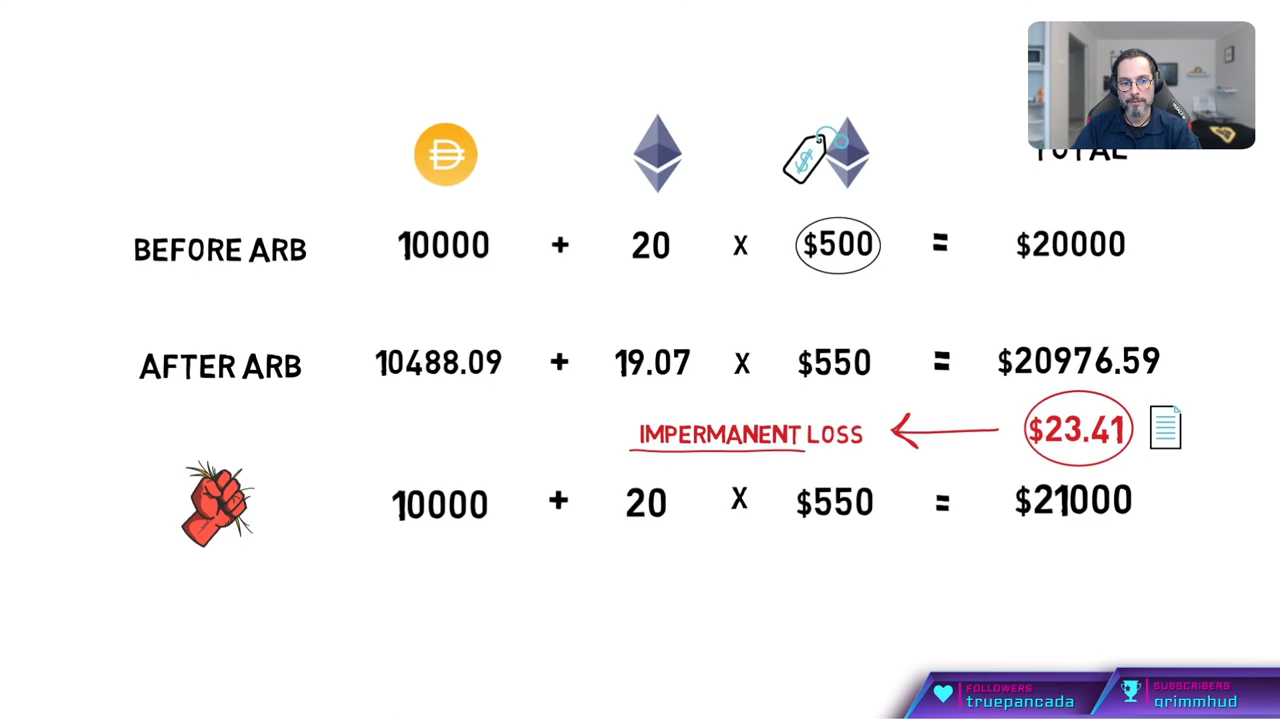 TOTAL
BEFORE ARB 10000 + 20 X $500 = $20000
AFTER ARB 10488.09 + 19.07 X $550 = $20976.59
IMPERMANENT LOSS $23.41
10000 + 20 X $550 = $21000
FOLLOWERS
truepancada
SUBSCRIBERS
grimmhud